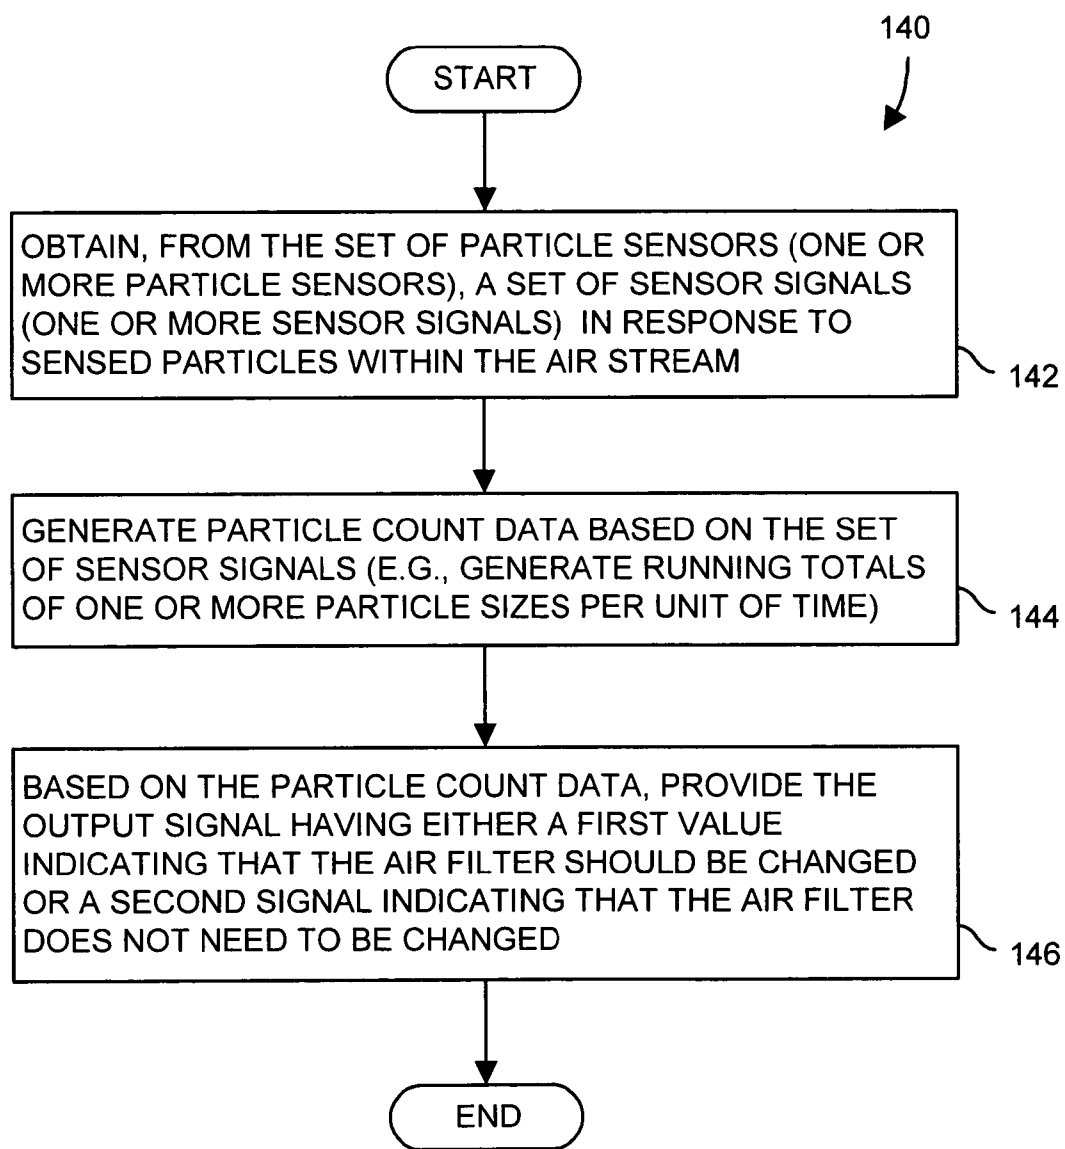 140
START
OBTAIN, FROM THE SET OF PARTICLE SENSORS (ONE OR
MORE PARTICLE SENSORS), A SET OF SENSOR SIGNALS
(ONE OR MORE SENSOR SIGNALS) IN RESPONSE TO
SENSED PARTICLES WITHIN THE AIR STREAM
142
GENERATE PARTICLE COUNT DATA BASED ON THE SET
OF SENSOR SIGNALS (E.G., GENERATE RUNNING TOTALS
OF ONE OR MORE PARTICLE SIZES PER UNIT OF TIME)
144
BASED ON THE PARTICLE COUNT DATA, PROVIDE THE
OUTPUT SIGNAL HAVING EITHER A FIRST VALUE
INDICATING THAT THE AIR FILTER SHOULD BE CHANGED
OR A SECOND SIGNAL INDICATING THAT THE AIR FILTER
DOES NOT NEED TO BE CHANGED
146
END